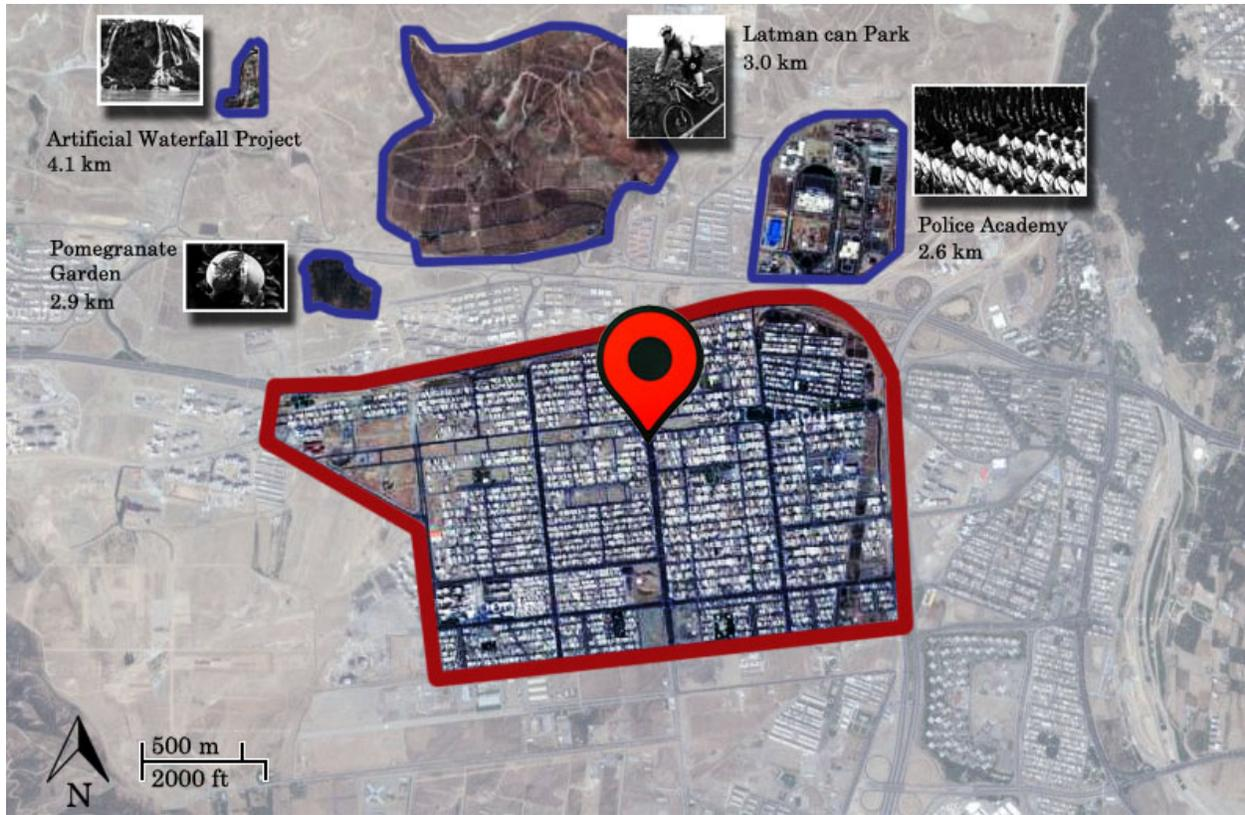 Latman can Park
3.0 km
Artificial Waterfall Project
4.1 km
Police Academy
2.6 km
Pomegranate
Garden
2.9 km
500 m
2000 ft
N